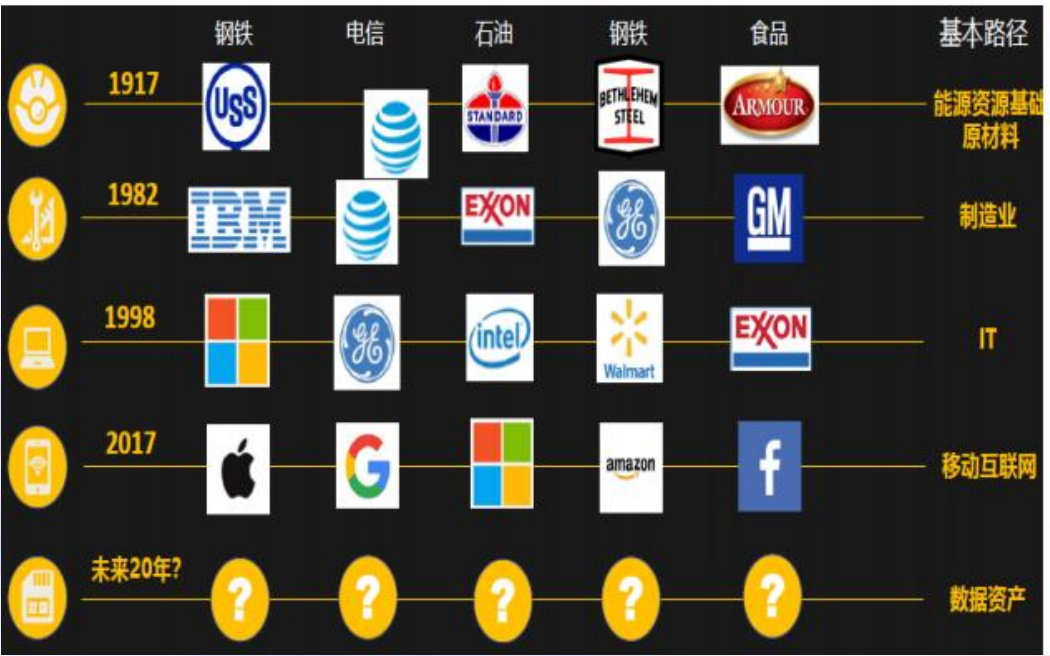 钢铁 电信 石油 钢铁 食品 基本路径
1917 USS STANDARD BETHLEHEM STEEL ARMOUR 能源资源基础
原材料
1982 IBM EXXON GE GM 制造业
1998 GE intel Walmart EXXON IT
2017 G amazon f 移动互联网
未来20年? ? ? ? ? ? 数据资产